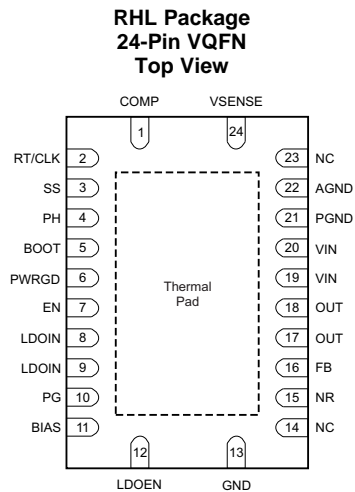 RHL Package
24-Pin VQFN
Top View
COMP VSENSE
1 24
RT/CLK 2 23 NC
SS 3 22 AGND
PH 4 21 PGND
BOOT 5 20 VIN
PWRGD 6 19 VIN
Thermal
Pad
EN 7 18 OUT
LDOIN 8 17 OUT
LDOIN 9 16 FB
PG 10 15 NR
BIAS 11 14 NC
12 13
LDOEN GND